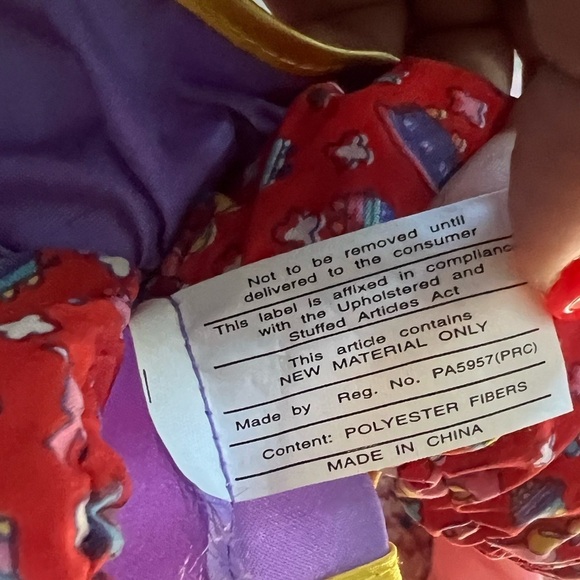 Not to be removed until
delivered to the consumer
This label is affixed in compliance
with the Upholstered and
Stuffed Articles Act
This article contains
NEW MATERIAL ONLY
Made by Reg. No. PA5957(PRC)
Content: POLYESTER FIBERS
MADE IN CHINA